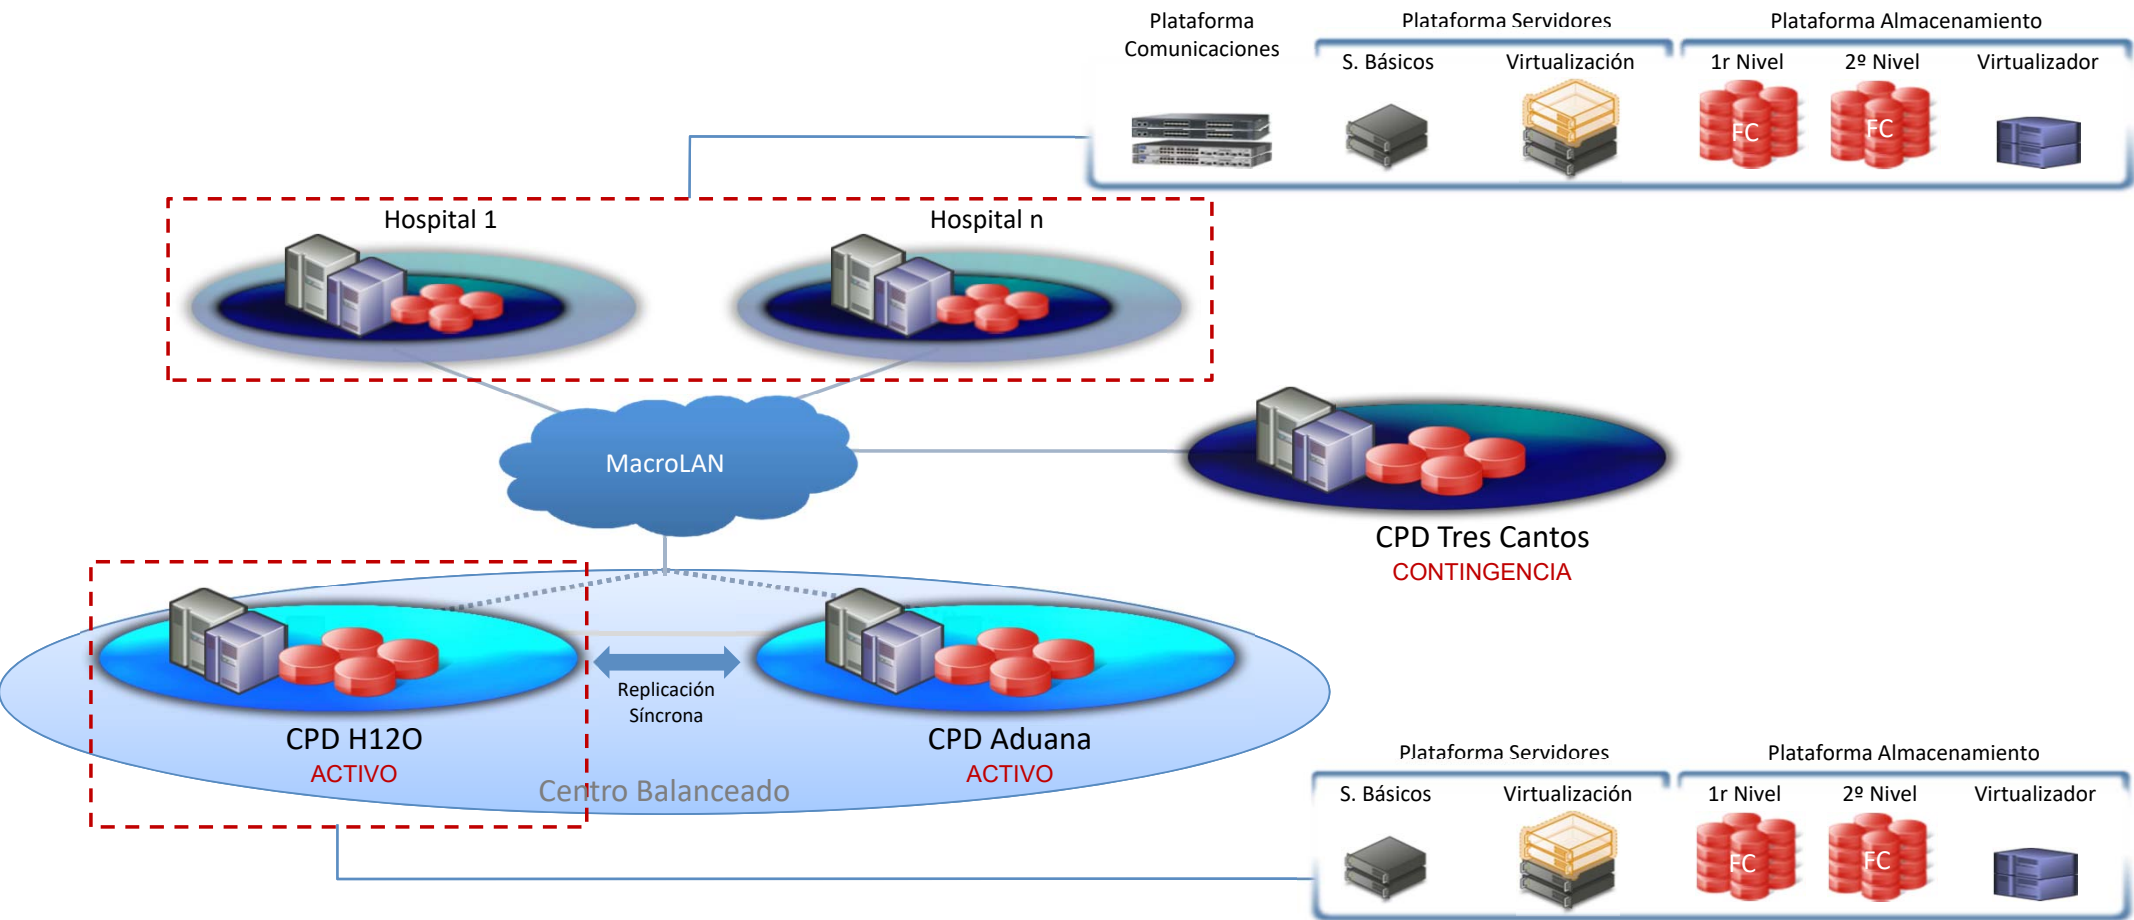 Plataforma
Comunicaciones
Plataforma Servidores
Plataforma Almacenamiento
S. Básicos
Virtualización
1r Nivel
2º Nivel
Virtualizador
FC
FC
Hospital 1
Hospital n
MacroLAN
CPD Tres Cantos
CONTINGENCIA
Replicación
Síncrona
CPD H12O
ACTIVO
CPD Aduana
ACTIVO
Centro Balanceado
Plataforma Servidores
Plataforma Almacenamiento
S. Básicos
Virtualización
1r Nivel
2º Nivel
Virtualizador
FC
FC